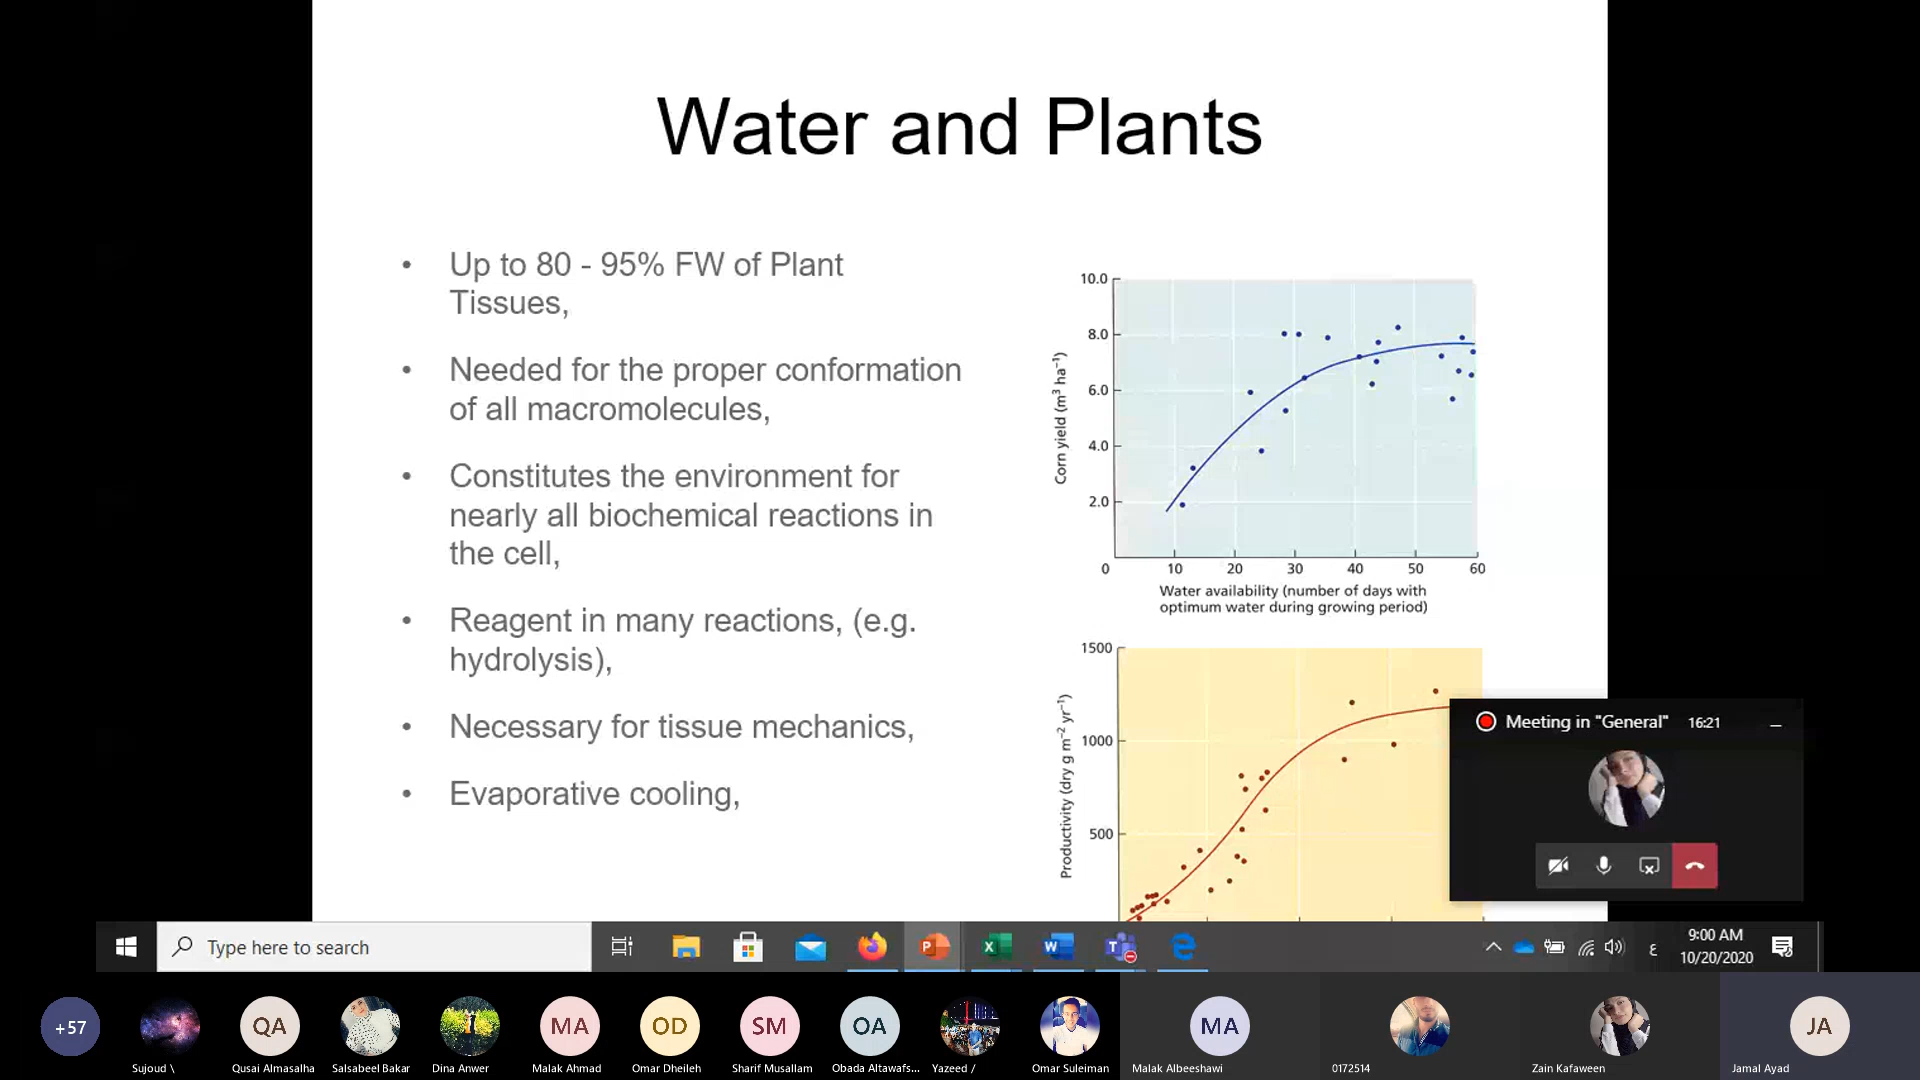 Water and Plants
• Up to 80 - 95% FW of Plant
Tissues,
• Needed for the proper conformation
of all macromolecules,
• Constitutes the environment for
nearly all biochemical reactions in
the cell,
• Reagent in many reactions, (e.g.
hydrolysis),
• Necessary for tissue mechanics,
• Evaporative cooling,
Corn yield (m³ ha⁻¹)
10.0
8.0
6.0
4.0
2.0
0 10 20 30 40 50 60
Water availability (number of days with
optimum water during growing period)
Productivity (dry g m⁻² yr⁻¹)
1500
1000
500
Meeting in "General" 16:21
Type here to search
ع
9:00 AM
10/20/2020
+57
QA
MA
OD
SM
OA
MA
JA
Sujoud \
Qusai Almasalha
Salsabeel Bakar
Dina Anwer
Malak Ahmad
Omar Dheileh
Sharif Musallam
Obada Altawafs...
Yazeed /
Omar Suleiman
Malak Albeeshawi
0172514
Zain Kafaween
Jamal Ayad